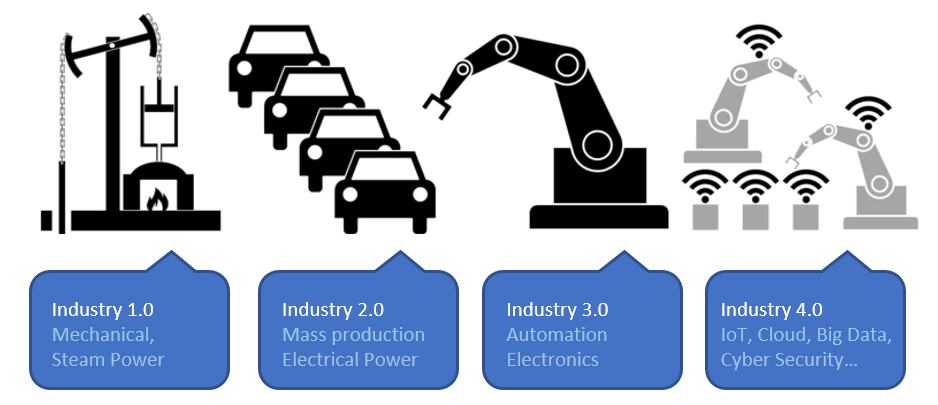 Industry 1.0
Mechanical,
Steam Power
Industry 2.0
Mass production
Electrical Power
Industry 3.0
Automation
Electronics
Industry 4.0
IoT, Cloud, Big Data,
Cyber Security...